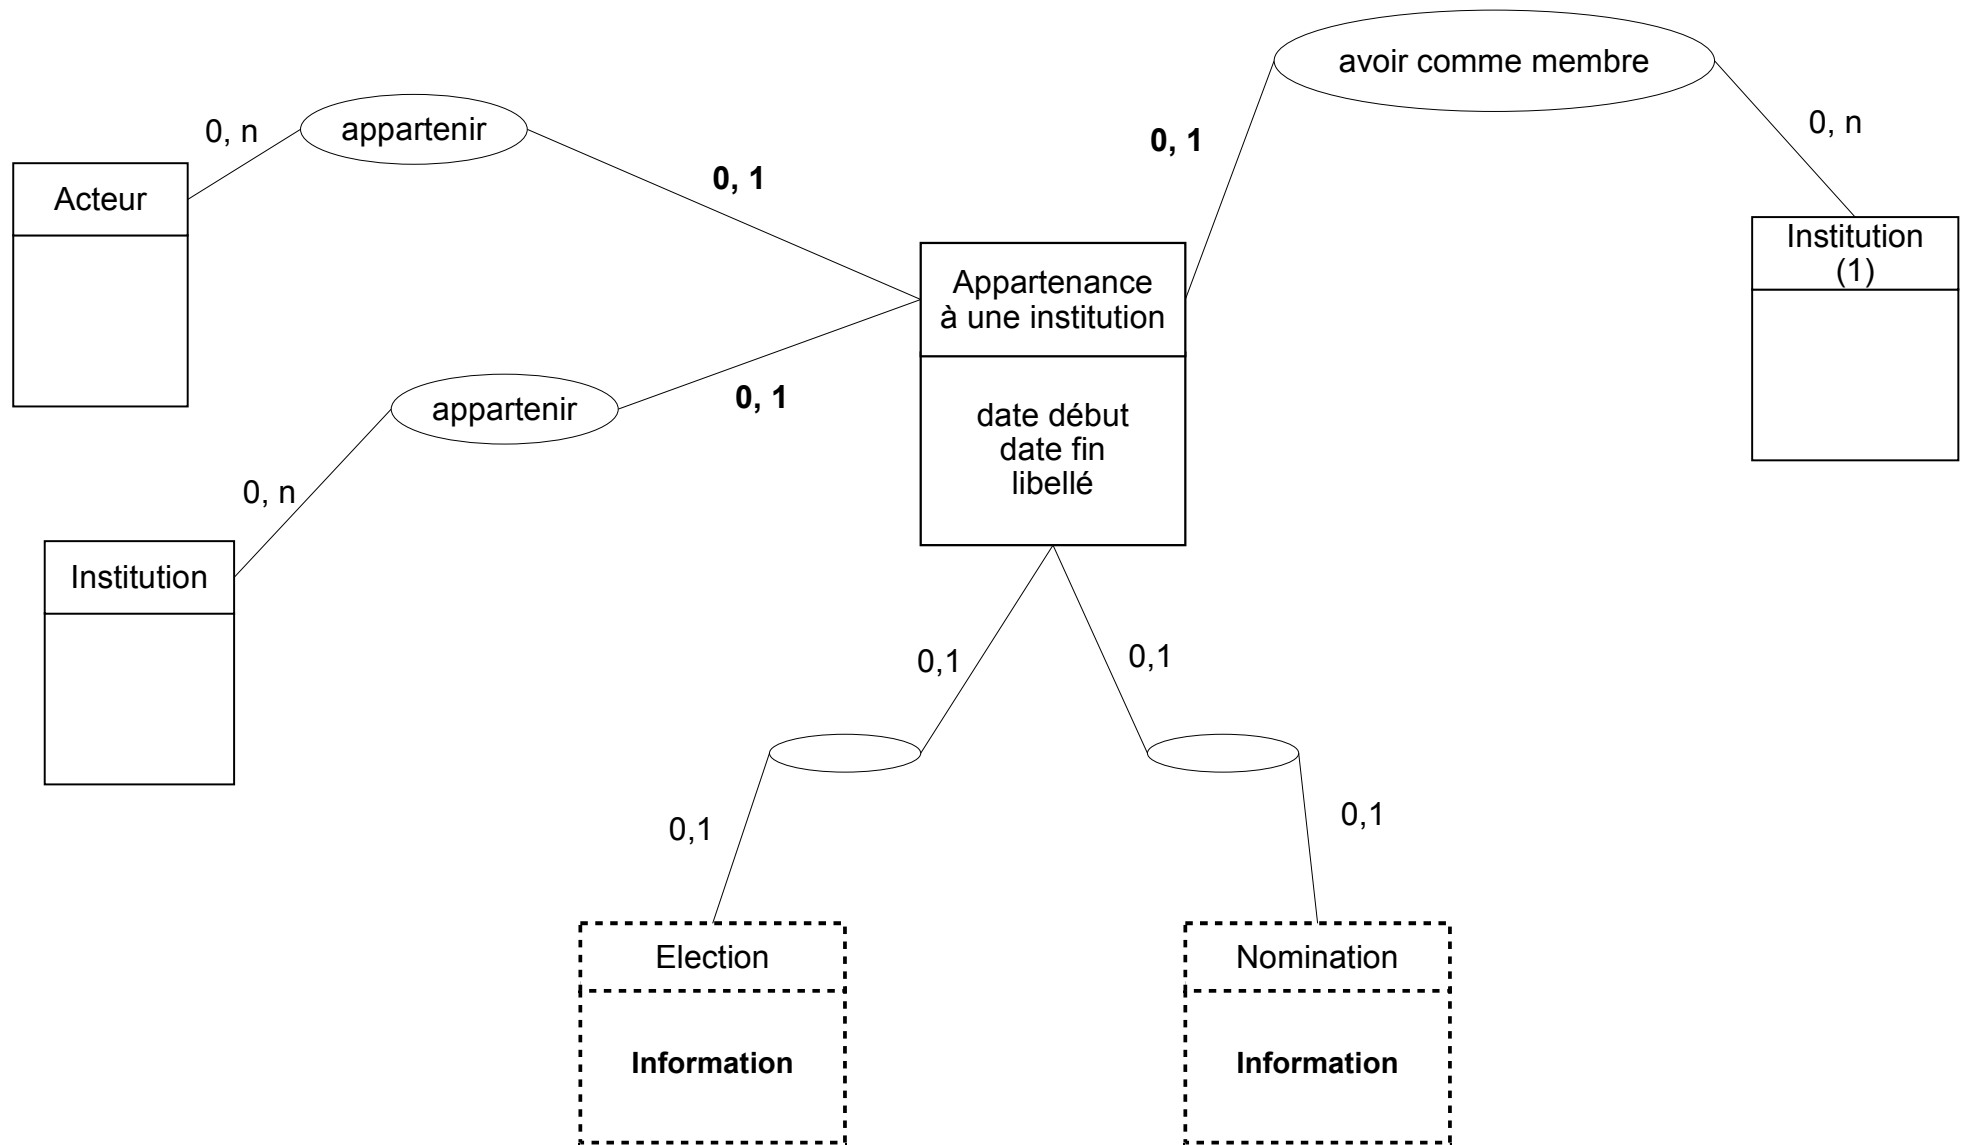 avoir comme membre
0, n
appartenir
0, n
0, 1
0, 1
Acteur
Institution
(1)
Appartenance
à une institution
appartenir
0, 1
date début
date fin
libellé
0, n
Institution
0,1
0,1
0,1
0,1
Election
Nomination
Information
Information